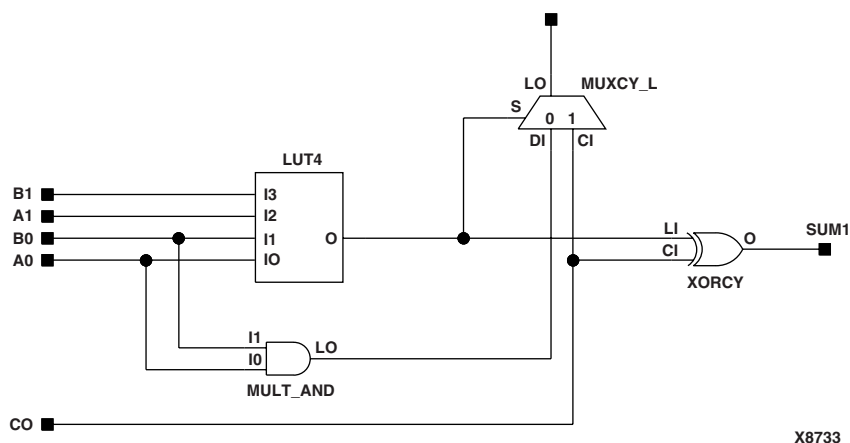 LO
MUXCY_L
S
0 1
DI
CI
LUT4
B1
I3
A1
I2
B0
I1
O
A0
IO
LI
CI
O
SUM1
XORCY
I1
I0
LO
MULT_AND
CO
X8733